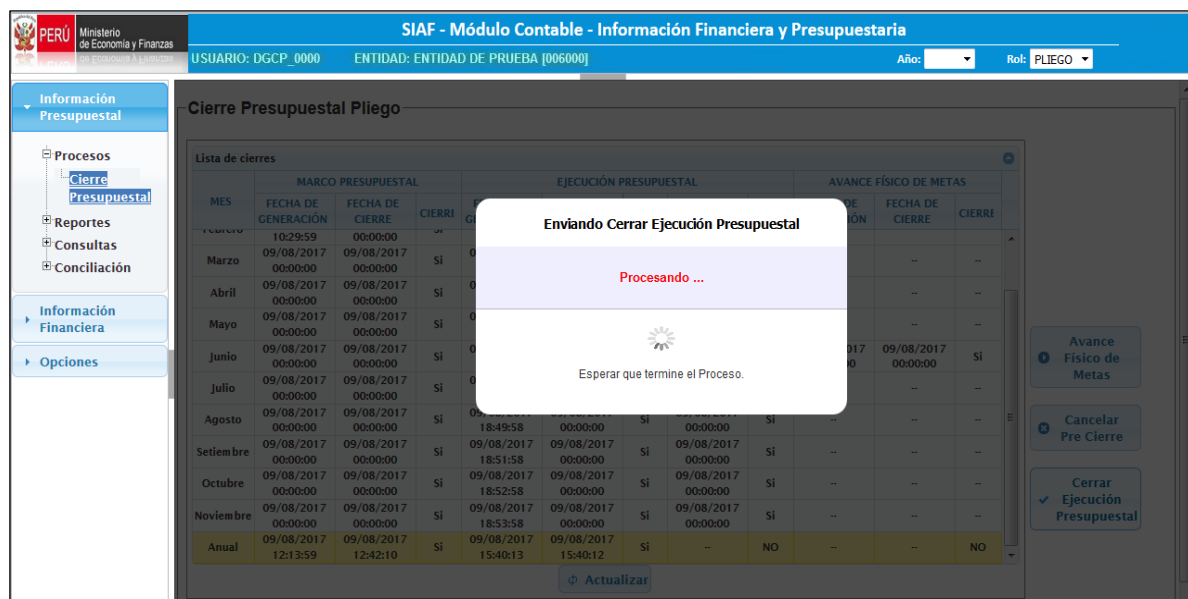 PERÚ Ministerio
de Economía y Finanzas
SIAF - Módulo Contable - Información Financiera y Presupuestaria
USUARIO: DGCP_0000 ENTIDAD: ENTIDAD DE PRUEBA [006000] Año: Rol: PLIEGO
Información
Presupuestal
Procesos
Cierre
Presupuestal
Reportes
Consultas
Conciliación
Información
Financiera
Opciones
Cierre Presupuestal Pliego
Lista de cierres
MARCO PRESUPUESTAL EJECUCIÓN PRESUPUESTAL AVANCE FÍSICO DE METAS
MES FECHA DE GENERACIÓN FECHA DE CIERRE CIERRE FECHA DE CIERRE CIERRE
Febrero 10:29:59 00:00:00 Si
Marzo 09/08/2017 00:00:00 09/08/2017 00:00:00 Si -- --
Abril 09/08/2017 00:00:00 09/08/2017 00:00:00 Si -- --
Mayo 09/08/2017 00:00:00 09/08/2017 00:00:00 Si -- --
Junio 09/08/2017 00:00:00 09/08/2017 00:00:00 Si 09/08/2017 00:00:00 Si
Julio 09/08/2017 00:00:00 09/08/2017 00:00:00 Si -- --
Agosto 09/08/2017 00:00:00 09/08/2017 00:00:00 Si 18:49:58 00:00:00 Si 00:00:00 Si -- -- --
Setiembre 09/08/2017 00:00:00 09/08/2017 00:00:00 Si 09/08/2017 18:51:58 09/08/2017 00:00:00 Si 09/08/2017 00:00:00 Si -- -- --
Octubre 09/08/2017 00:00:00 09/08/2017 00:00:00 Si 09/08/2017 18:52:58 09/08/2017 00:00:00 Si 09/08/2017 00:00:00 Si -- -- --
Noviembre 09/08/2017 00:00:00 09/08/2017 00:00:00 Si 09/08/2017 18:53:58 09/08/2017 00:00:00 Si 09/08/2017 00:00:00 Si -- -- --
Anual 09/08/2017 12:13:59 09/08/2017 12:42:10 Si 09/08/2017 15:40:13 09/08/2017 15:40:12 Si -- NO -- -- NO
Actualizar
Enviando Cerrar Ejecución Presupuestal
Procesando ...
Esperar que termine el Proceso.
Avance
Físico de
Metas
Cancelar
Pre Cierre
Cerrar
Ejecución
Presupuestal